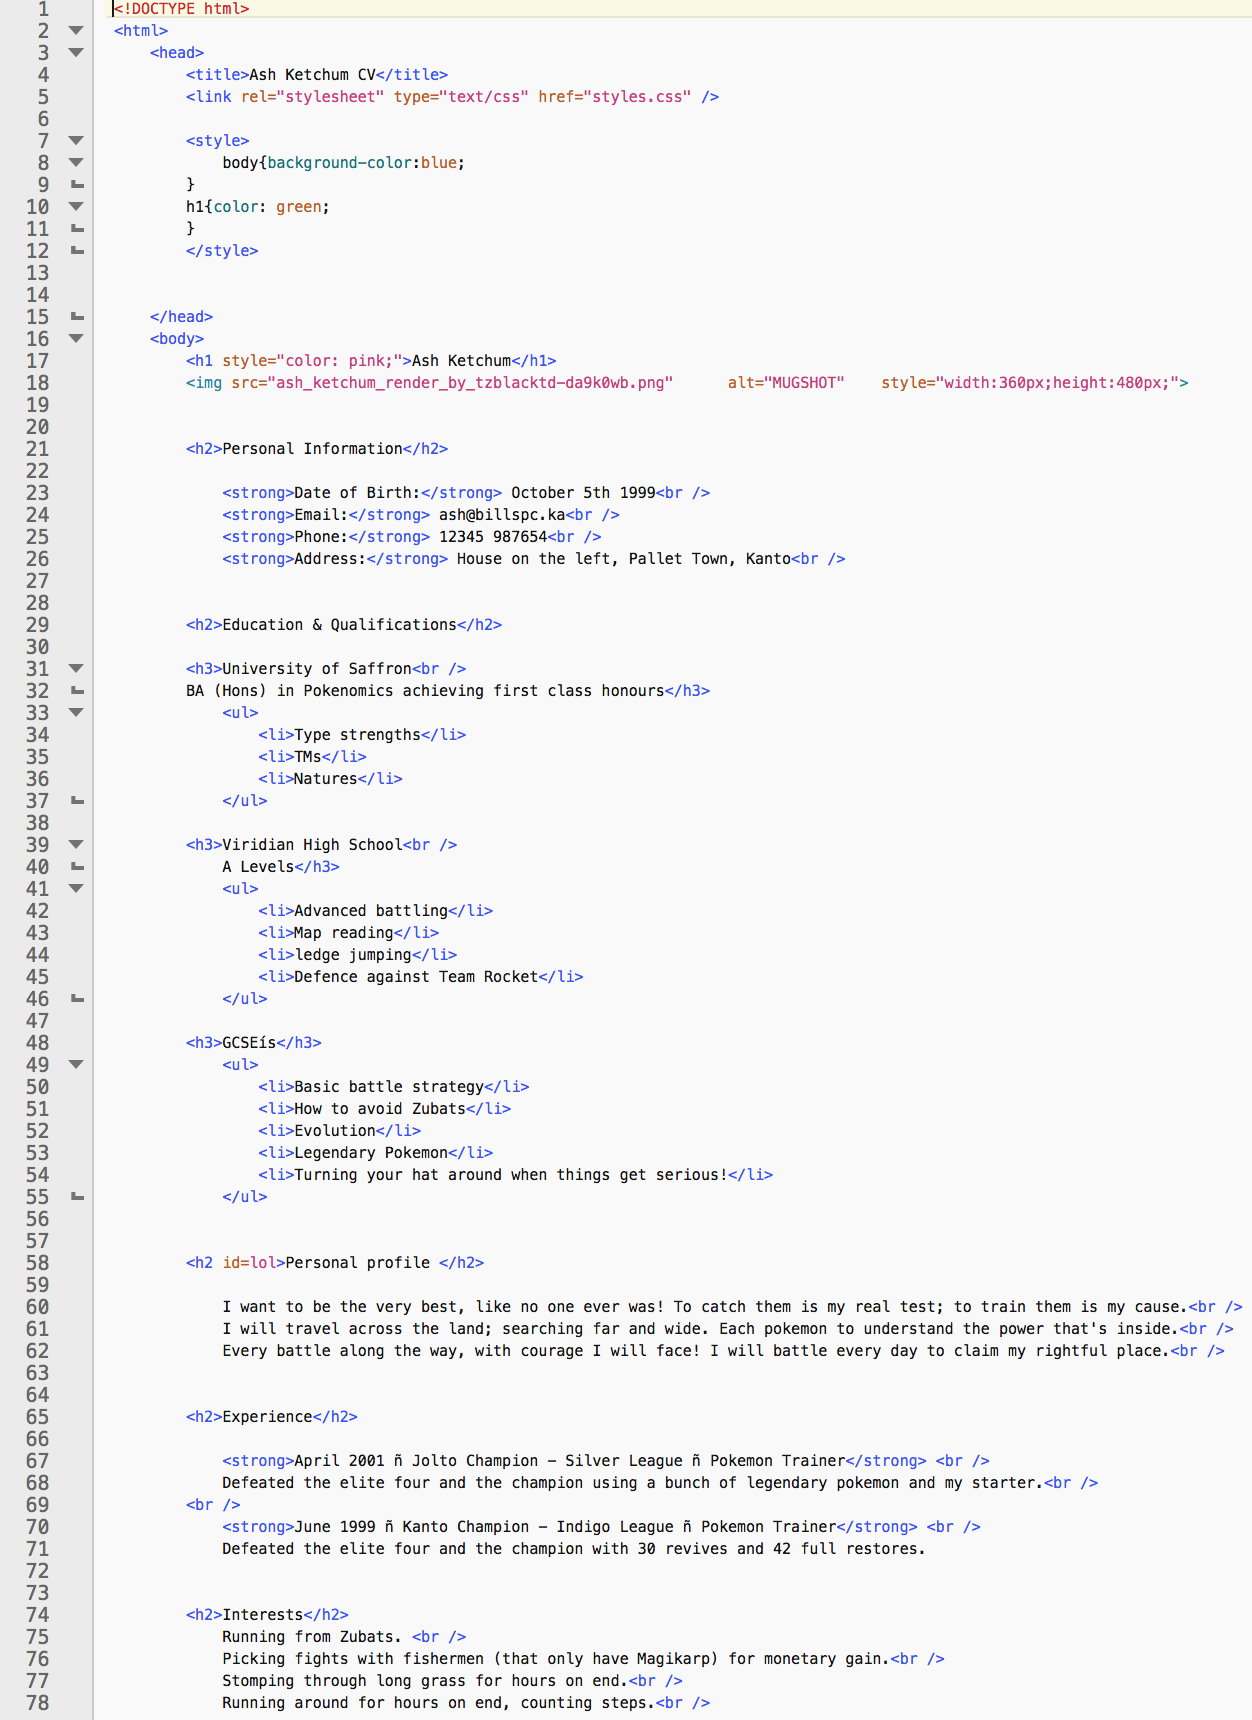 1 <!DOCTYPE html>
2 <html>
3 <head>
4 <title>Ash Ketchum CV</title>
5 <link rel="stylesheet" type="text/css" href="styles.css" />
6
7 <style>
8 body{background-color:blue;
9 }
10 h1{color: green;
11 }
12 </style>
13
14
15 </head>
16 <body>
17 <h1 style="color: pink;">Ash Ketchum</h1>
18 <img src="ash_ketchum_render_by_tzblacktd-da9k0wb.png" alt="MUGSHOT" style="width:360px;height:480px;">
19
20
21 <h2>Personal Information</h2>
22
23 <strong>Date of Birth:</strong> October 5th 1999<br />
24 <strong>Email:</strong> ash@billspc.ka<br />
25 <strong>Phone:</strong> 12345 987654<br />
26 <strong>Address:</strong> House on the left, Pallet Town, Kanto<br />
27
28
29 <h2>Education & Qualifications</h2>
30
31 <h3>University of Saffron<br />
32 BA (Hons) in Pokenomics achieving first class honours</h3>
33 <ul>
34 <li>Type strengths</li>
35 <li>TMs</li>
36 <li>Natures</li>
37 </ul>
38
39 <h3>Viridian High School<br />
40 A Levels</h3>
41 <ul>
42 <li>Advanced battling</li>
43 <li>Map reading</li>
44 <li>ledge jumping</li>
45 <li>Defence against Team Rocket</li>
46 </ul>
47
48 <h3>GCSEís</h3>
49 <ul>
50 <li>Basic battle strategy</li>
51 <li>How to avoid Zubats</li>
52 <li>Evolution</li>
53 <li>Legendary Pokemon</li>
54 <li>Turning your hat around when things get serious!</li>
55 </ul>
56
57
58 <h2 id=lol>Personal profile </h2>
59
60 I want to be the very best, like no one ever was! To catch them is my real test; to train them is my cause.<br />
61 I will travel across the land; searching far and wide. Each pokemon to understand the power that's inside.<br />
62 Every battle along the way, with courage I will face! I will battle every day to claim my rightful place.<br />
63
64
65 <h2>Experience</h2>
66
67 <strong>April 2001 ñ Jolto Champion – Silver League ñ Pokemon Trainer</strong> <br />
68 Defeated the elite four and the champion using a bunch of legendary pokemon and my starter.<br />
69 <br />
70 <strong>June 1999 ñ Kanto Champion – Indigo League ñ Pokemon Trainer</strong> <br />
71 Defeated the elite four and the champion with 30 revives and 42 full restores.
72
73
74 <h2>Interests</h2>
75 Running from Zubats. <br />
76 Picking fights with fishermen (that only have Magikarp) for monetary gain.<br />
77 Stomping through long grass for hours on end.<br />
78 Running around for hours on end, counting steps.<br />